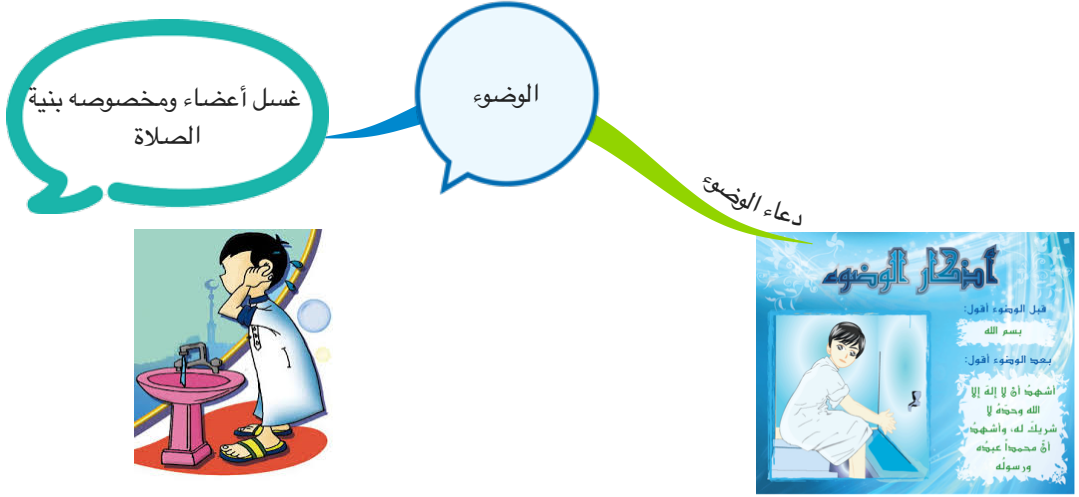 الوضوء
غسل أعضاء ومخصوصه بنية
الصلاة
دعاء الوضوء
أذكار الوضوء
قبل الوضوء أقول:
بسم الله
بعد الوضوء أقول:
أشهدُ أنْ لا إلهَ إلا
الله وحدَهُ لا
شريكَ له، وأشهدُ
أنَّ محمداً عبدُه
ورسولُه